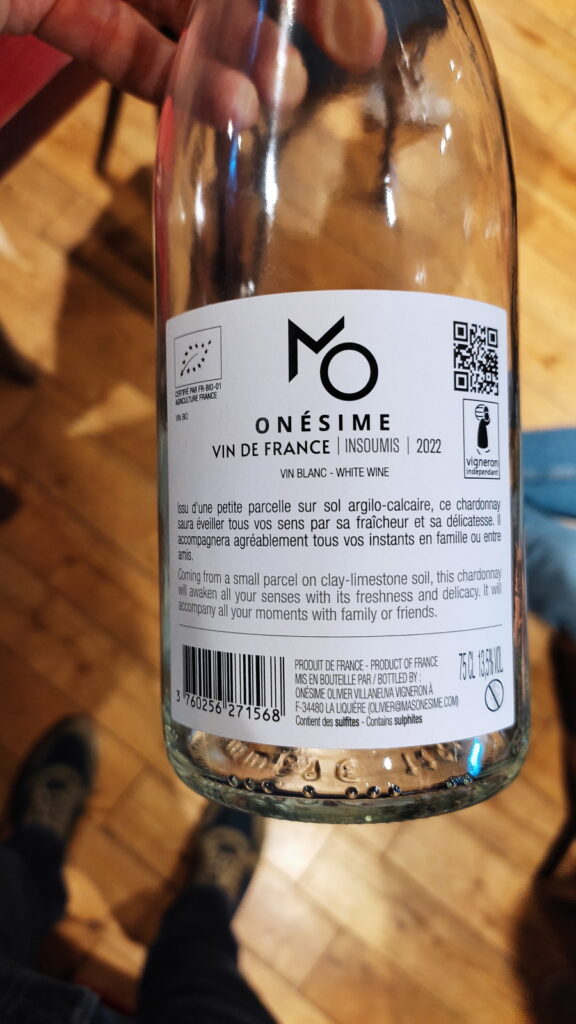 MO
CERTIFIÉ PAR FR-BIO-01
AGRICULTURE FRANCE
VIN BIO
ONÉSIME
VIN DE FRANCE | INSOUMIS | 2022
VIN BLANC - WHITE WINE
vigneron
indépendant
Issu d'une petite parcelle sur sol argilo-calcaire, ce chardonnay
saura éveiller tous vos sens par sa fraîcheur et sa délicatesse. Il
accompagnera agréablement tous vos instants en famille ou entre
amis.
Coming from a small parcel on clay-limestone soil, this chardonnay
will awaken all your senses with its freshness and delicacy. It will
accompany all your moments with family or friends.
3 760256 271568
PRODUIT DE FRANCE - PRODUCT OF FRANCE
MIS EN BOUTEILLE PAR / BOTTLED BY :
ONÉSIME OLIVIER VILLANEUVA VIGNERON À
F-34480 LA LIQUIÈRE (OLIVIER@MASONESIME.COM)
Contient des sulfites - Contains sulphites
75 CL 13,5% VOL.